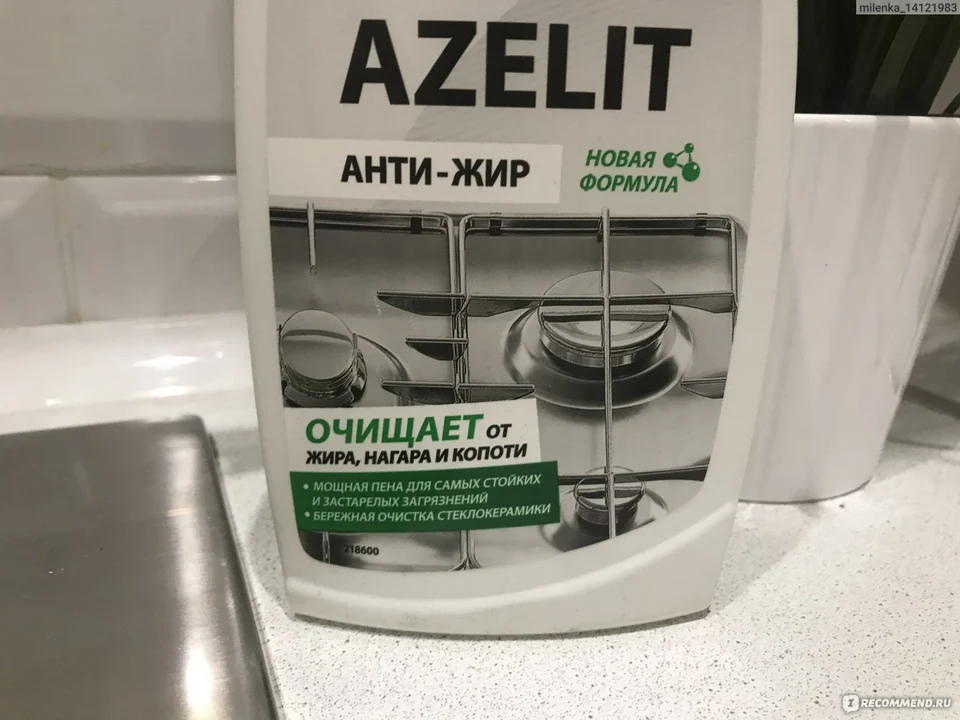 milenka_14121983
AZELIT
АНТИ-ЖИР
НОВАЯ
ФОРМУЛА
ОЧИЩАЕТ ОТ
ЖИРА, НАГАРА И КОПОТИ
• МОЩНАЯ ПЕНА ДЛЯ САМЫХ СТОЙКИХ
И ЗАСТАРЕЛЫХ ЗАГРЯЗНЕНИЙ
• БЕРЕЖНАЯ ОЧИСТКА СТЕКЛОКЕРАМИКИ
218600
IRECOMMEND.RU